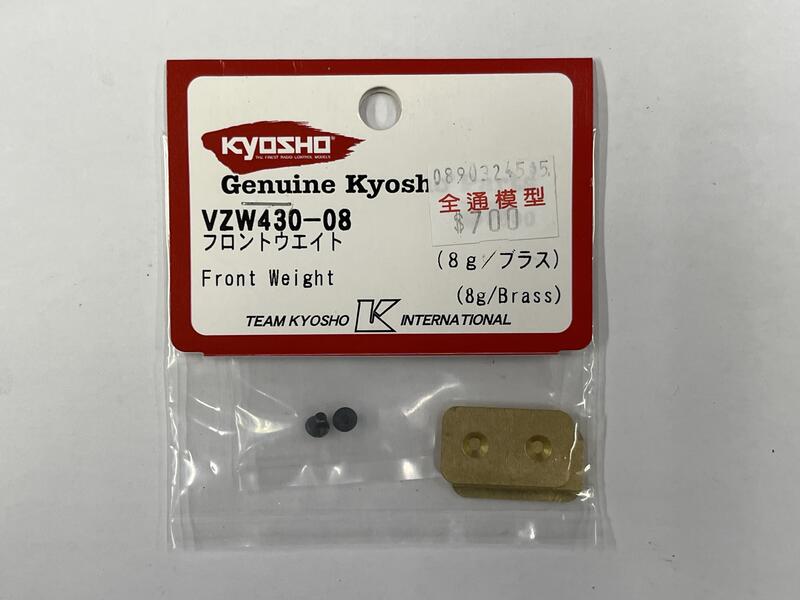 KYOSHO
THE FINEST RADIO CONTROL MODELS
Genuine Kyosh
0890324515
全通模型
$700
VZW430-08
フロントウエイト
(8g/ブラス)
Front Weight
(8g/Brass)
TEAM KYOSHO K INTERNATIONAL